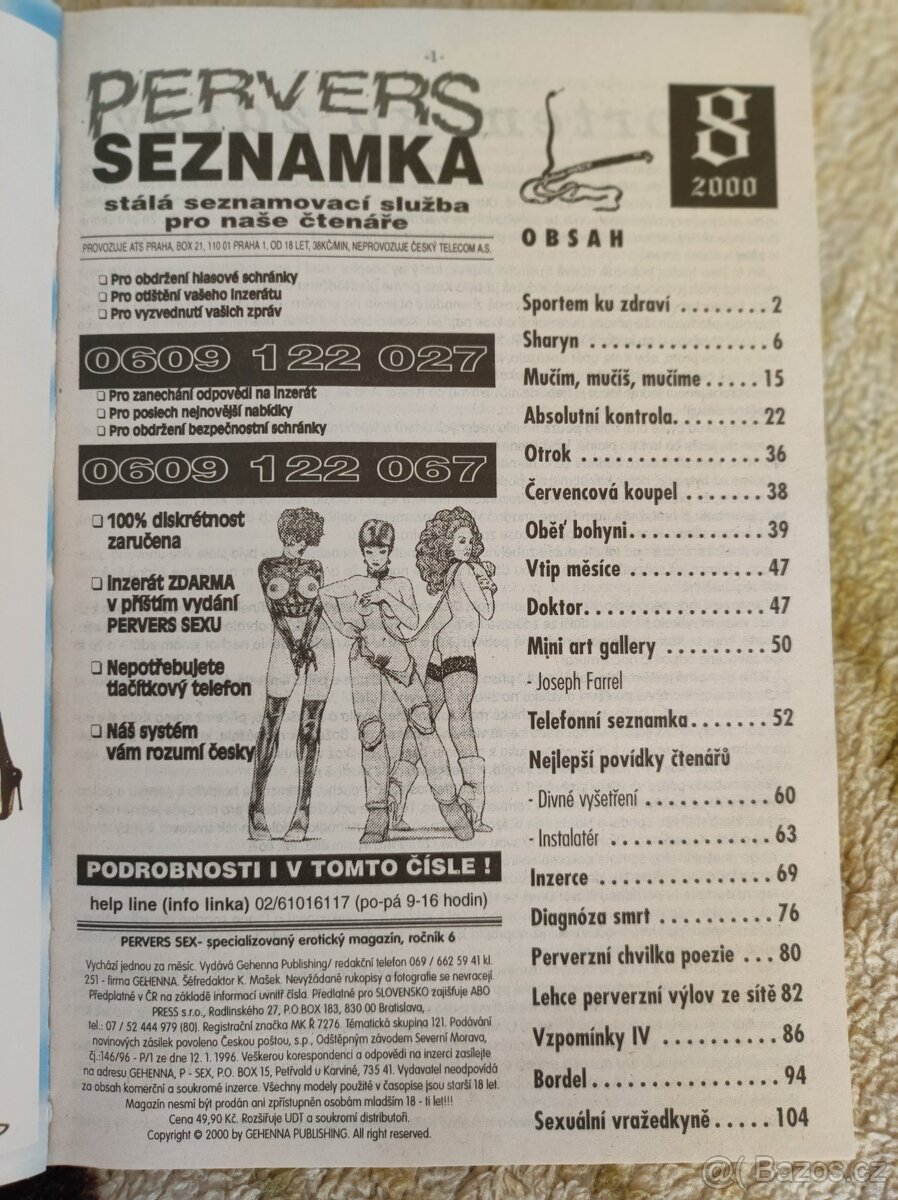 -1-
PERVERS
SEZNAMKA
stálá seznamovací služba
pro naše čtenáře
PROVOZUJE ATS PRAHA, BOX 21, 110 01 PRAHA 1, OD 18 LET, 38KČ/MIN, NEPROVOZUJE ČESKÝ TELECOM A.S.
❏ Pro obdržení hlasové schránky
❏ Pro otištění vašeho inzerátu
❏ Pro vyzvednutí vašich zpráv
0609 122 027
❏ Pro zanechání odpovědi na inzerát
❏ Pro poslech nejnovější nabídky
❏ Pro obdržení bezpečnostní schránky
0609 122 067
❏ 100% diskrétnost
zaručena
❏ Inzerát ZDARMA
v příštím vydání
PERVERS SEXU
❏ Nepotřebujete
tlačítkový telefon
❏ Náš systém
vám rozumí česky
PODROBNOSTI I V TOMTO ČÍSLE !
help line (info linka) 02/61016117 (po-pá 9-16 hodin)
PERVERS SEX- specializovaný erotický magazín, ročník 6
Vychází jednou za měsíc. Vydává Gehenna Publishing/ redakční telefon 069 / 662 59 41 kl.
251 - firma GEHENNA. Šéfredaktor K. Mašek. Nevyžádané rukopisy a fotografie se nevracejí.
Předplatné v ČR na základě informací uvnitř čísla. Předlatné pro SLOVENSKO zajišťuje ABO
PRESS s.r.o., Radlinského 27, P.O.BOX 183, 830 00 Bratislava,
tel.: 07 / 52 444 979 (80). Registrační značka MK Ř 7276. Tématická skupina 121. Podávání
novinových zásilek povoleno Českou poštou, s.p., Odštěpným závodem Severní Morava,
č.j.:146/96 - P/1 ze dne 12. 1. 1996. Veškerou korespondenci a odpovědi na inzerci zasílejte
na adresu GEHENNA, P - SEX, P.O. BOX 15, Petřvald u Karviné, 735 41. Vydavatel neodpovídá
za obsah komerční a soukromé inzerce. Všechny modely použité v časopise jsou starší 18 let.
Magazín nesmí být prodán ani zpřístupněn osobám mladším 18 - ti let!!!
Cena 49,90 Kč. Rozšiřuje UDT a soukromí distributoři.
Copyright © 2000 by GEHENNA PUBLISHING. All right reserved.
8
2000
OBSAH
Sportem ku zdraví ........ 2
Sharyn ................ 6
Mučím, mučíš, mučíme ..... 15
Absolutní kontrola........ 22
Otrok ................ 36
Červencová koupel ....... 38
Oběť bohyni............ 39
Vtip měsíce ............ 47
Doktor................ 47
Mini art gallery ......... 50
- Joseph Farrel
Telefonní seznamka....... 52
Nejlepší povídky čtenářů
- Divné vyšetření .......... 60
- Instalatér ............. 63
Inzerce ............... 69
Diagnóza smrt .......... 76
Perverzní chvilka poezie ... 80
Lehce perverzní výlov ze sítě 82
Vzpomínky IV .......... 86
Bordel ............... 94
Sexuální vražedkyně ..... 104
@ Bazos.cz